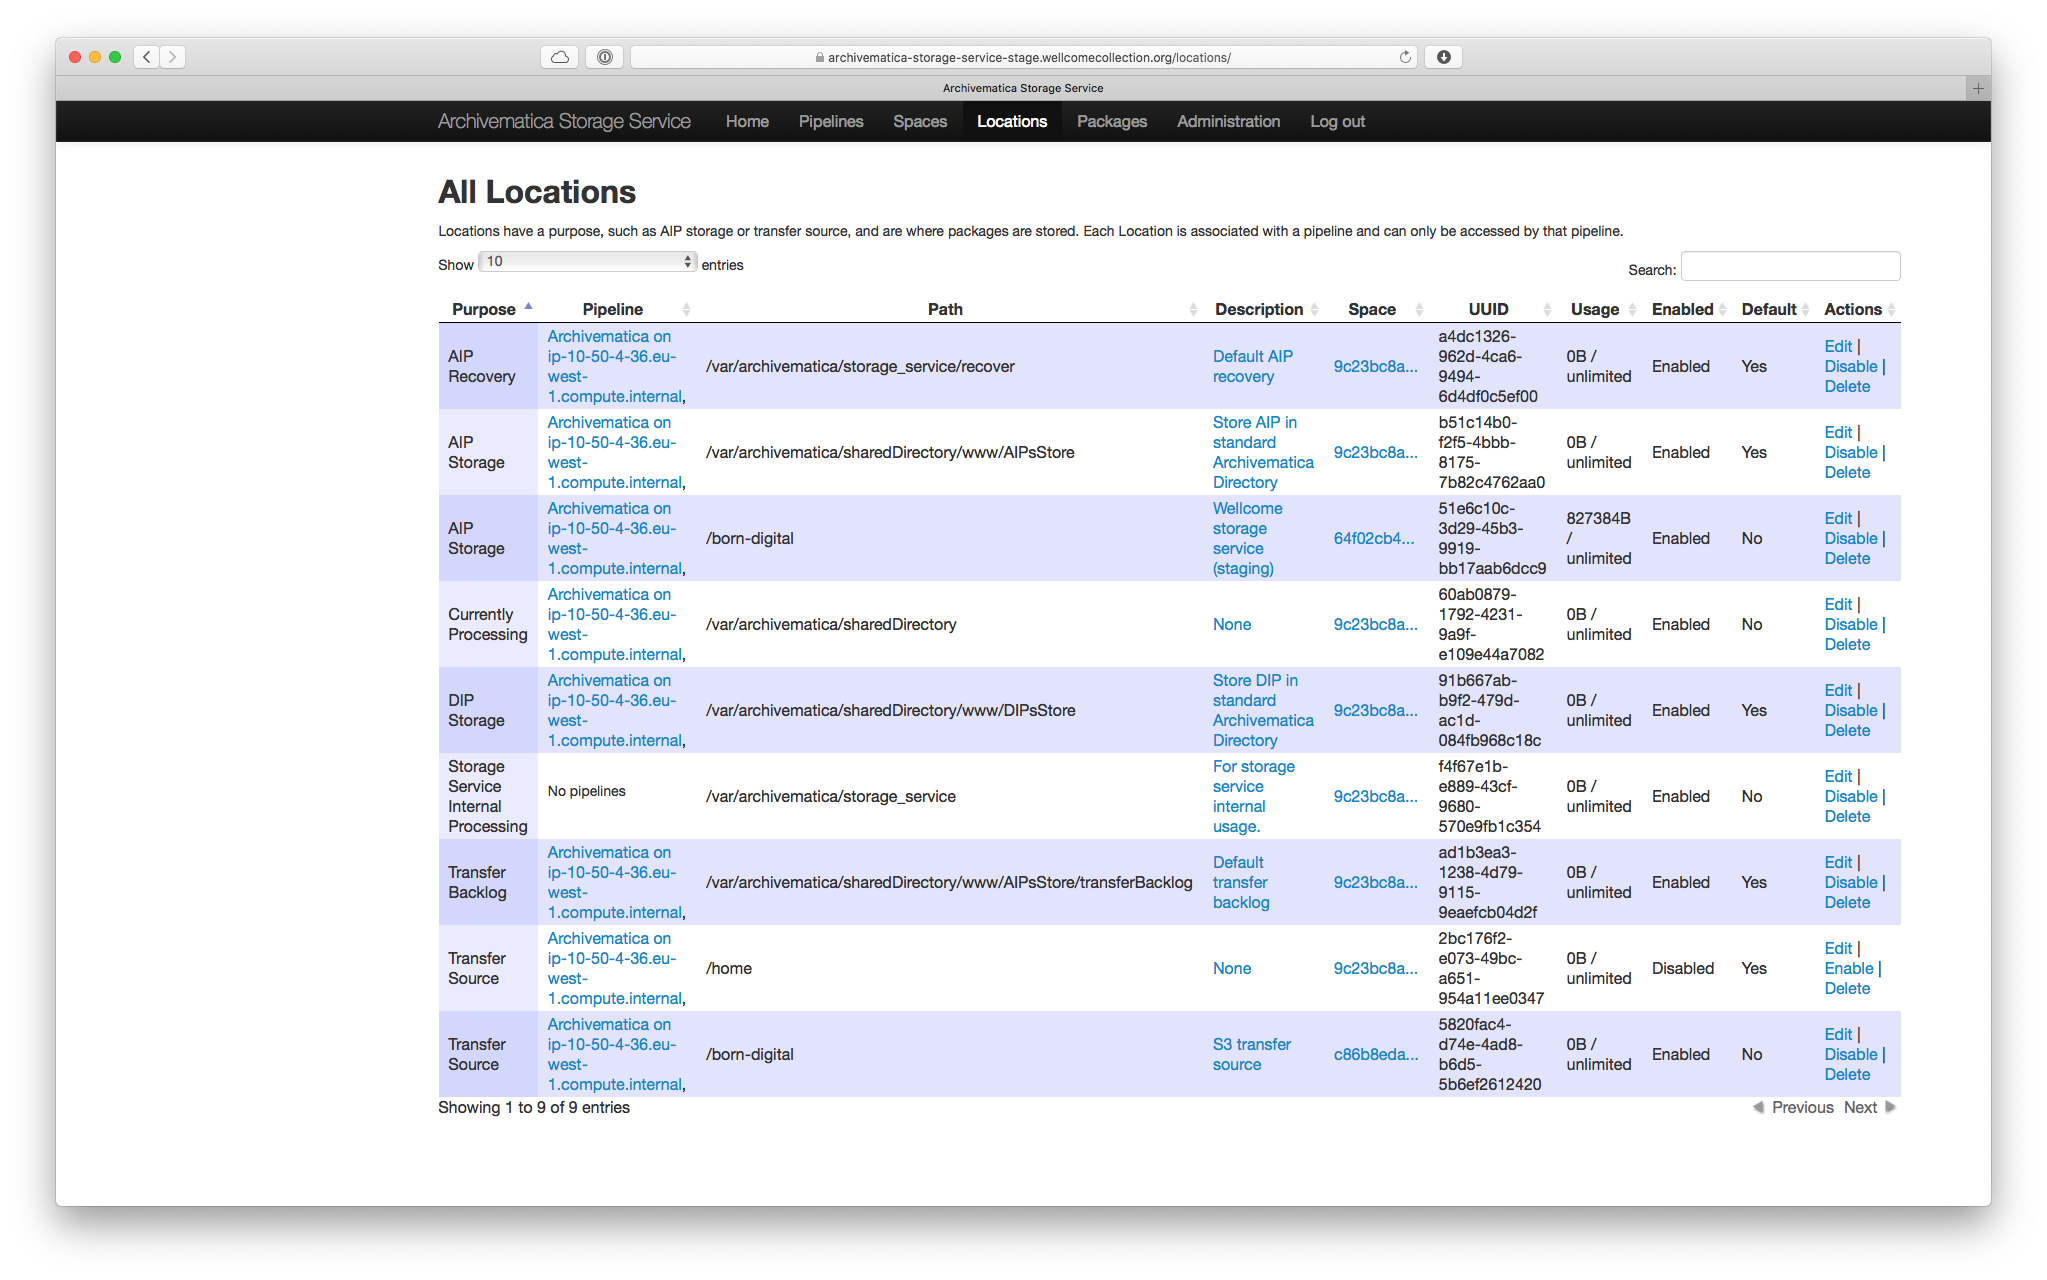 archivematica-storage-service-stage.wellcomecollection.org/locations/
Archivematica Storage Service
Archivematica Storage Service Home Pipelines Spaces Locations Packages Administration Log out
All Locations
Locations have a purpose, such as AIP storage or transfer source, and are where packages are stored. Each Location is associated with a pipeline and can only be accessed by that pipeline.
Show 10 entries
Search:
Purpose Pipeline Path Description Space UUID Usage Enabled Default Actions
AIP
Recovery
Archivematica on
ip-10-50-4-36.eu-
west-
1.compute.internal,
/var/archivematica/storage_service/recover
Default AIP
recovery
9c23bc8a...
a4dc1326-
962d-4ca6-
9494-
6d4df0c5ef00
0B /
unlimited
Enabled
Yes
Edit |
Disable |
Delete
AIP
Storage
Archivematica on
ip-10-50-4-36.eu-
west-
1.compute.internal,
/var/archivematica/sharedDirectory/www/AIPsStore
Store AIP in
standard
Archivematica
Directory
9c23bc8a...
b51c14b0-
f2f5-4bbb-
8175-
7b82c4762aa0
0B /
unlimited
Enabled
Yes
Edit |
Disable |
Delete
AIP
Storage
Archivematica on
ip-10-50-4-36.eu-
west-
1.compute.internal,
/born-digital
Wellcome
storage
service
(staging)
64f02cb4...
51e6c10c-
3d29-45b3-
9919-
bb17aab6dcc9
827384B
/
unlimited
Enabled
No
Edit |
Disable |
Delete
Currently
Processing
Archivematica on
ip-10-50-4-36.eu-
west-
1.compute.internal,
/var/archivematica/sharedDirectory
None
9c23bc8a...
60ab0879-
1792-4231-
9a9f-
e109e44a7082
0B /
unlimited
Enabled
No
Edit |
Disable |
Delete
DIP
Storage
Archivematica on
ip-10-50-4-36.eu-
west-
1.compute.internal,
/var/archivematica/sharedDirectory/www/DIPsStore
Store DIP in
standard
Archivematica
Directory
9c23bc8a...
91b667ab-
b9f2-479d-
ac1d-
084fb968c18c
0B /
unlimited
Enabled
Yes
Edit |
Disable |
Delete
Storage
Service
Internal
Processing
No pipelines
/var/archivematica/storage_service
For storage
service
internal
usage.
9c23bc8a...
f4f67e1b-
e889-43cf-
9680-
570e9fb1c354
0B /
unlimited
Enabled
No
Edit |
Disable |
Delete
Transfer
Backlog
Archivematica on
ip-10-50-4-36.eu-
west-
1.compute.internal,
/var/archivematica/sharedDirectory/www/AIPsStore/transferBacklog
Default
transfer
backlog
9c23bc8a...
ad1b3ea3-
1238-4d79-
9115-
9eaefcb04d2f
0B /
unlimited
Enabled
Yes
Edit |
Disable |
Delete
Transfer
Source
Archivematica on
ip-10-50-4-36.eu-
west-
1.compute.internal,
/home
None
9c23bc8a...
2bc176f2-
e073-49bc-
a651-
954a11ee0347
0B /
unlimited
Disabled
Yes
Edit |
Enable |
Delete
Transfer
Source
Archivematica on
ip-10-50-4-36.eu-
west-
1.compute.internal,
/born-digital
S3 transfer
source
c86b8eda...
5820fac4-
d74e-4ad8-
b6d5-
5b6ef2612420
0B /
unlimited
Enabled
No
Edit |
Disable |
Delete
Showing 1 to 9 of 9 entries
Previous Next